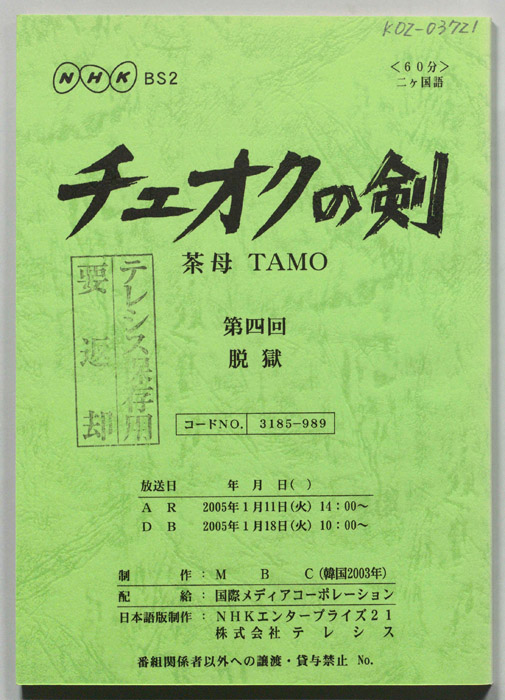 KDZ-03721
NHK BS2
＜60分＞
二ヶ国語
チェオクの剣
茶母 TAMO
テレシス保存用
要返却
第四回
脱獄
コードNO. 3185-989
放送日 年 月 日( )
A R 2005年1月11日(火) 14：00～
D B 2005年1月18日(火) 10：00～
制作：M B C(韓国2003年)
配給：国際メディアコーポレーション
日本語版制作：NHKエンタープライズ21
株式会社テレシス
番組関係者以外への譲渡・貸与禁止 No.